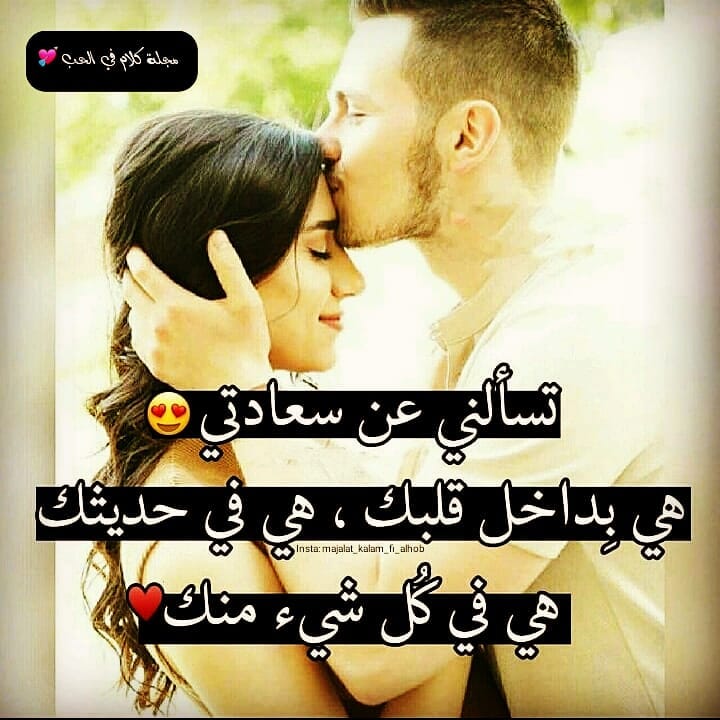 مجلة كلام في الحب 💘
تسألني عن سعادتي 😍
هي بِداخل قلبك ، هي في حديثك
Insta: majalat_kalam_fi_alhob
هي في كُل شيء منك♥